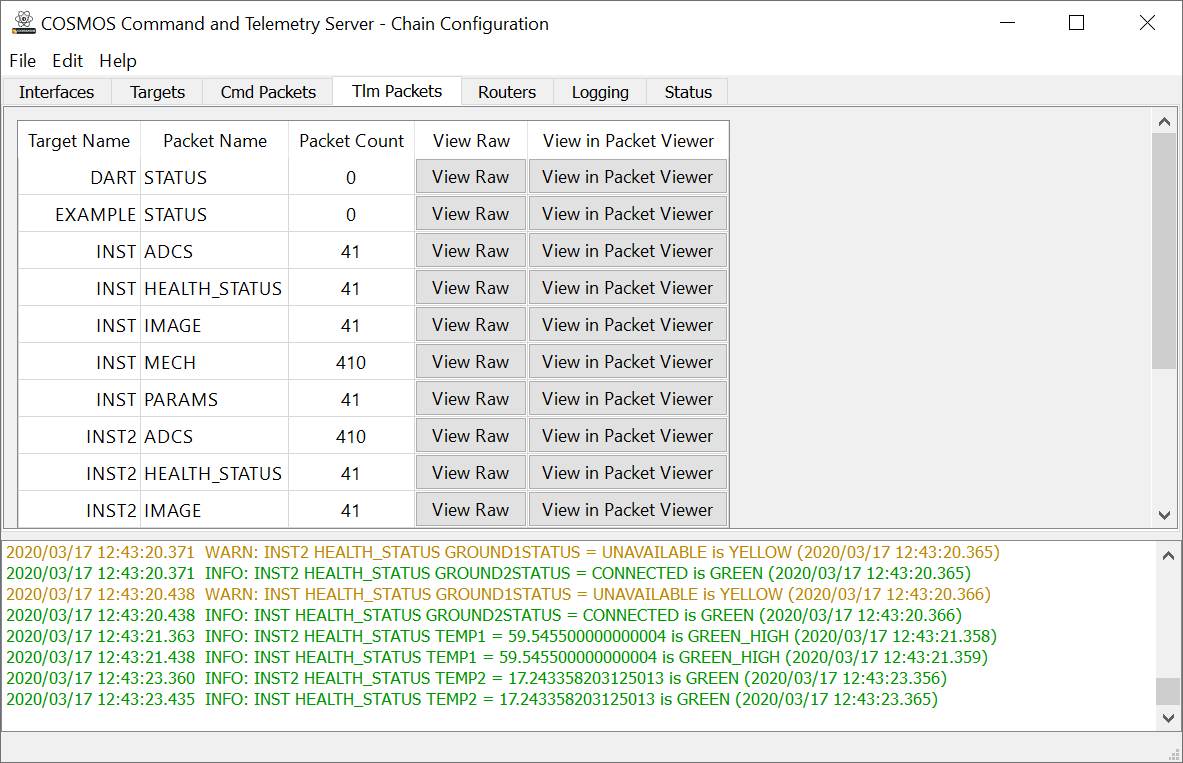 COSMOS Command and Telemetry Server - Chain Configuration
File Edit Help
Interfaces Targets Cmd Packets Tlm Packets Routers Logging Status
Target Name Packet Name Packet Count View Raw View in Packet Viewer
DART STATUS 0 View Raw View in Packet Viewer
EXAMPLE STATUS 0 View Raw View in Packet Viewer
INST ADCS 41 View Raw View in Packet Viewer
INST HEALTH_STATUS 41 View Raw View in Packet Viewer
INST IMAGE 41 View Raw View in Packet Viewer
INST MECH 410 View Raw View in Packet Viewer
INST PARAMS 41 View Raw View in Packet Viewer
INST2 ADCS 410 View Raw View in Packet Viewer
INST2 HEALTH_STATUS 41 View Raw View in Packet Viewer
INST2 IMAGE 41 View Raw View in Packet Viewer
2020/03/17 12:43:20.371 WARN: INST2 HEALTH_STATUS GROUND1STATUS = UNAVAILABLE is YELLOW (2020/03/17 12:43:20.365)
2020/03/17 12:43:20.371 INFO: INST2 HEALTH_STATUS GROUND2STATUS = CONNECTED is GREEN (2020/03/17 12:43:20.365)
2020/03/17 12:43:20.438 WARN: INST HEALTH_STATUS GROUND1STATUS = UNAVAILABLE is YELLOW (2020/03/17 12:43:20.366)
2020/03/17 12:43:20.438 INFO: INST HEALTH_STATUS GROUND2STATUS = CONNECTED is GREEN (2020/03/17 12:43:20.366)
2020/03/17 12:43:21.363 INFO: INST2 HEALTH_STATUS TEMP1 = 59.545500000000004 is GREEN_HIGH (2020/03/17 12:43:21.358)
2020/03/17 12:43:21.438 INFO: INST HEALTH_STATUS TEMP1 = 59.545500000000004 is GREEN_HIGH (2020/03/17 12:43:21.359)
2020/03/17 12:43:23.360 INFO: INST2 HEALTH_STATUS TEMP2 = 17.243358203125013 is GREEN (2020/03/17 12:43:23.356)
2020/03/17 12:43:23.435 INFO: INST HEALTH_STATUS TEMP2 = 17.243358203125013 is GREEN (2020/03/17 12:43:23.365)